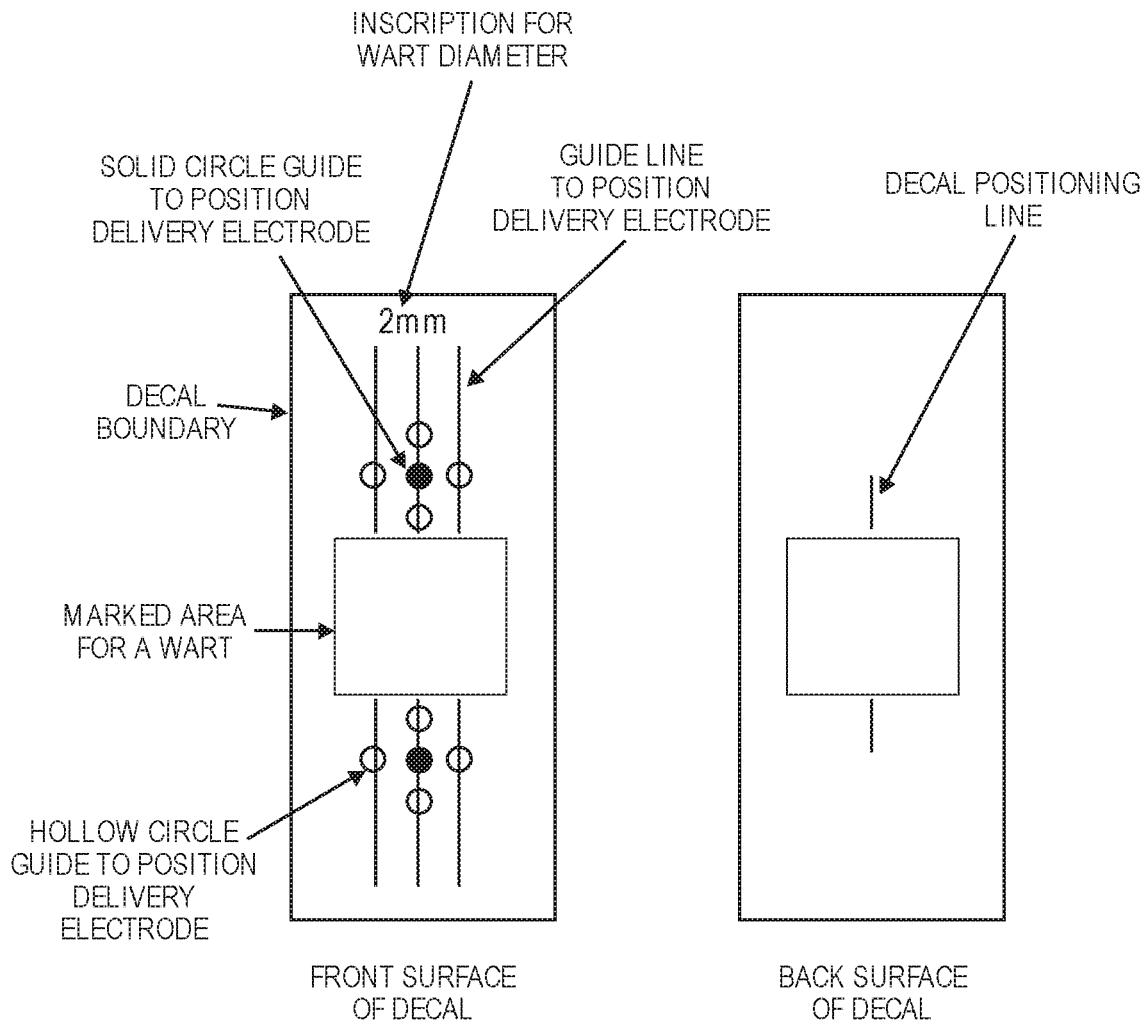 INSCRIPTION FOR
WART DIAMETER
SOLID CIRCLE GUIDE
TO POSITION
DELIVERY ELECTRODE
GUIDE LINE
TO POSITION
DELIVERY ELECTRODE
DECAL POSITIONING
LINE
2mm
DECAL
BOUNDARY
MARKED AREA
FOR A WART
HOLLOW CIRCLE
GUIDE TO POSITION
DELIVERY
ELECTRODE
FRONT SURFACE
OF DECAL
BACK SURFACE
OF DECAL